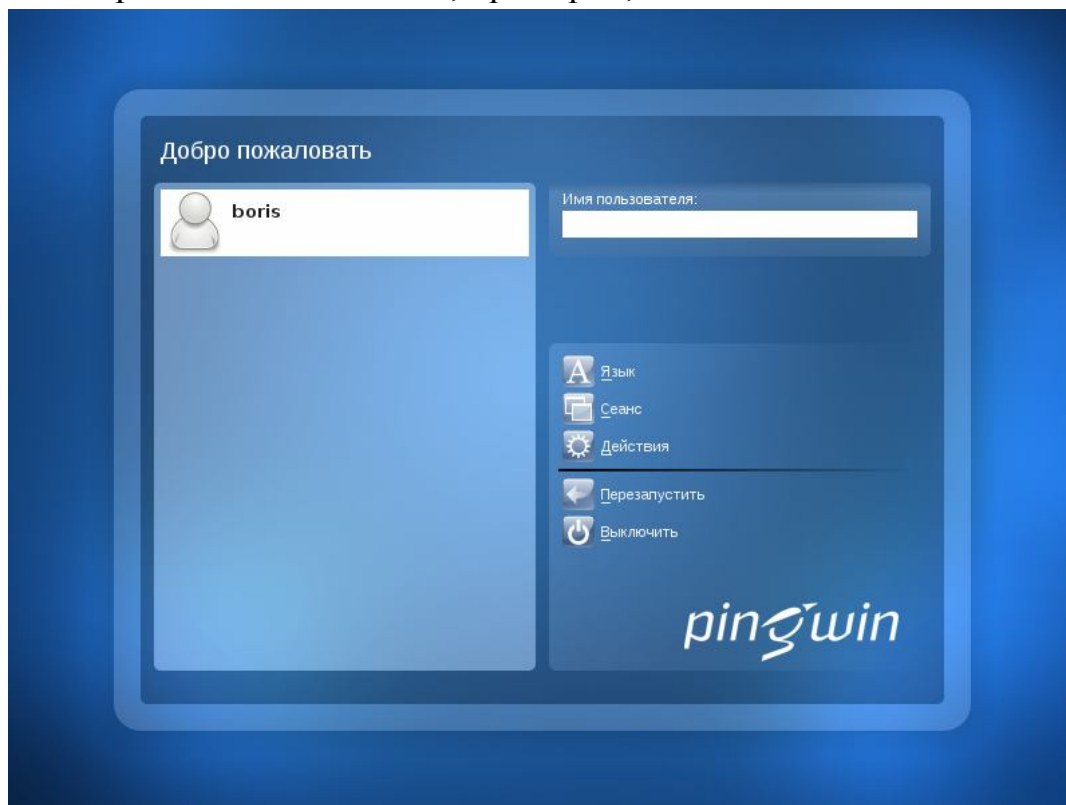 Добро пожаловать
boris
Имя пользователя:
Язык
Сеанс
Действия
Перезапустить
Выключить
pingwin